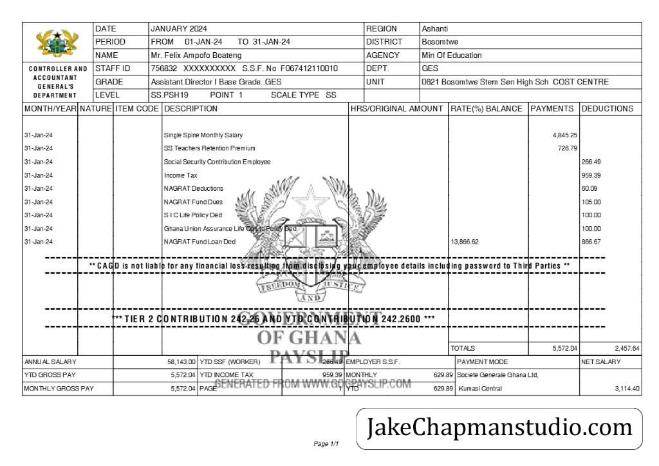 DATE JANUARY 2024 REGION Ashanti
PERIOD FROM 01-JAN-24 TO 31-JAN-24 DISTRICT Bosomtwe
NAME Mr. Felix Ampofo Boateng AGENCY Min Of Education
CONTROLLER AND ACCOUNTANT GENERAL'S DEPARTMENT
STAFF ID 756832 XXXXXXXXXX S.S.F. No F067412110010 DEPT. GES
GRADE Assistant Director I Base Grade. GES UNIT 0621 Bosomtwe Stem Sen High Sch COST CENTRE
LEVEL SS.PSH19 POINT 1 SCALE TYPE SS
MONTH/YEAR NATURE ITEM CODE DESCRIPTION HRS/ORIGINAL AMOUNT RATE(%) BALANCE PAYMENTS DEDUCTIONS
31-Jan-24 Single Spine Monthly Salary 4,845.25
31-Jan-24 SS Teachers Retention Premium 726.79
31-Jan-24 Social Security Contribution Employee 266.49
31-Jan-24 Income Tax 959.39
31-Jan-24 NAGRAT Deductions 60.09
31-Jan-24 NAGRAT Fund Dues 105.00
31-Jan-24 S I C Life Policy Ded 100.00
31-Jan-24 Ghana Union Assurance Life Policy Ded 100.00
31-Jan-24 NAGRAT Fund Loan Ded 13,866.62 866.67
** CAGD is not liable for any financial loss resulting from disclosing your employee details including password to Third Parties **
FREEDOM AND JUSTICE
*** TIER 2 CONTRIBUTION 242.26 AND YTD CONTRIBUTION 242.2600 ***
GOVERNMENT
OF GHANA
PAYSLIP
TOTALS 5,572.04 2,457.64
ANNUAL SALARY 58,143.00 YTD SSF (WORKER) 266.49 EMPLOYER S.S.F. PAYMENT MODE NET SALARY
YTD GROSS PAY 5,572.04 YTD INCOME TAX 959.39 MONTHLY 629.89 Societe Generale Ghana Ltd,
MONTHLY GROSS PAY 5,572.04 PAGE 1 YTD 629.89 Kumasi Central 3,114.40
GENERATED FROM WWW.GOGPAYSLIP.COM
JakeChapmanstudio.com
Page 1/1